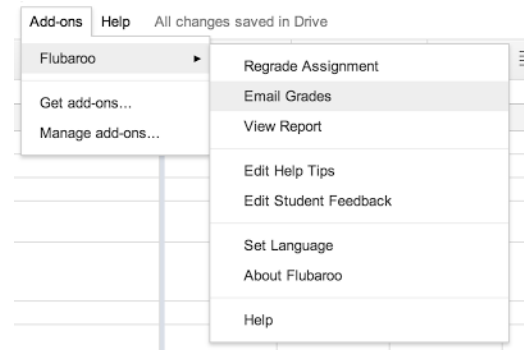 Add-ons Help All changes saved in Drive
Flubaroo
Get add-ons...
Manage add-ons...
Regrade Assignment
Email Grades
View Report
Edit Help Tips
Edit Student Feedback
Set Language
About Flubaroo
Help